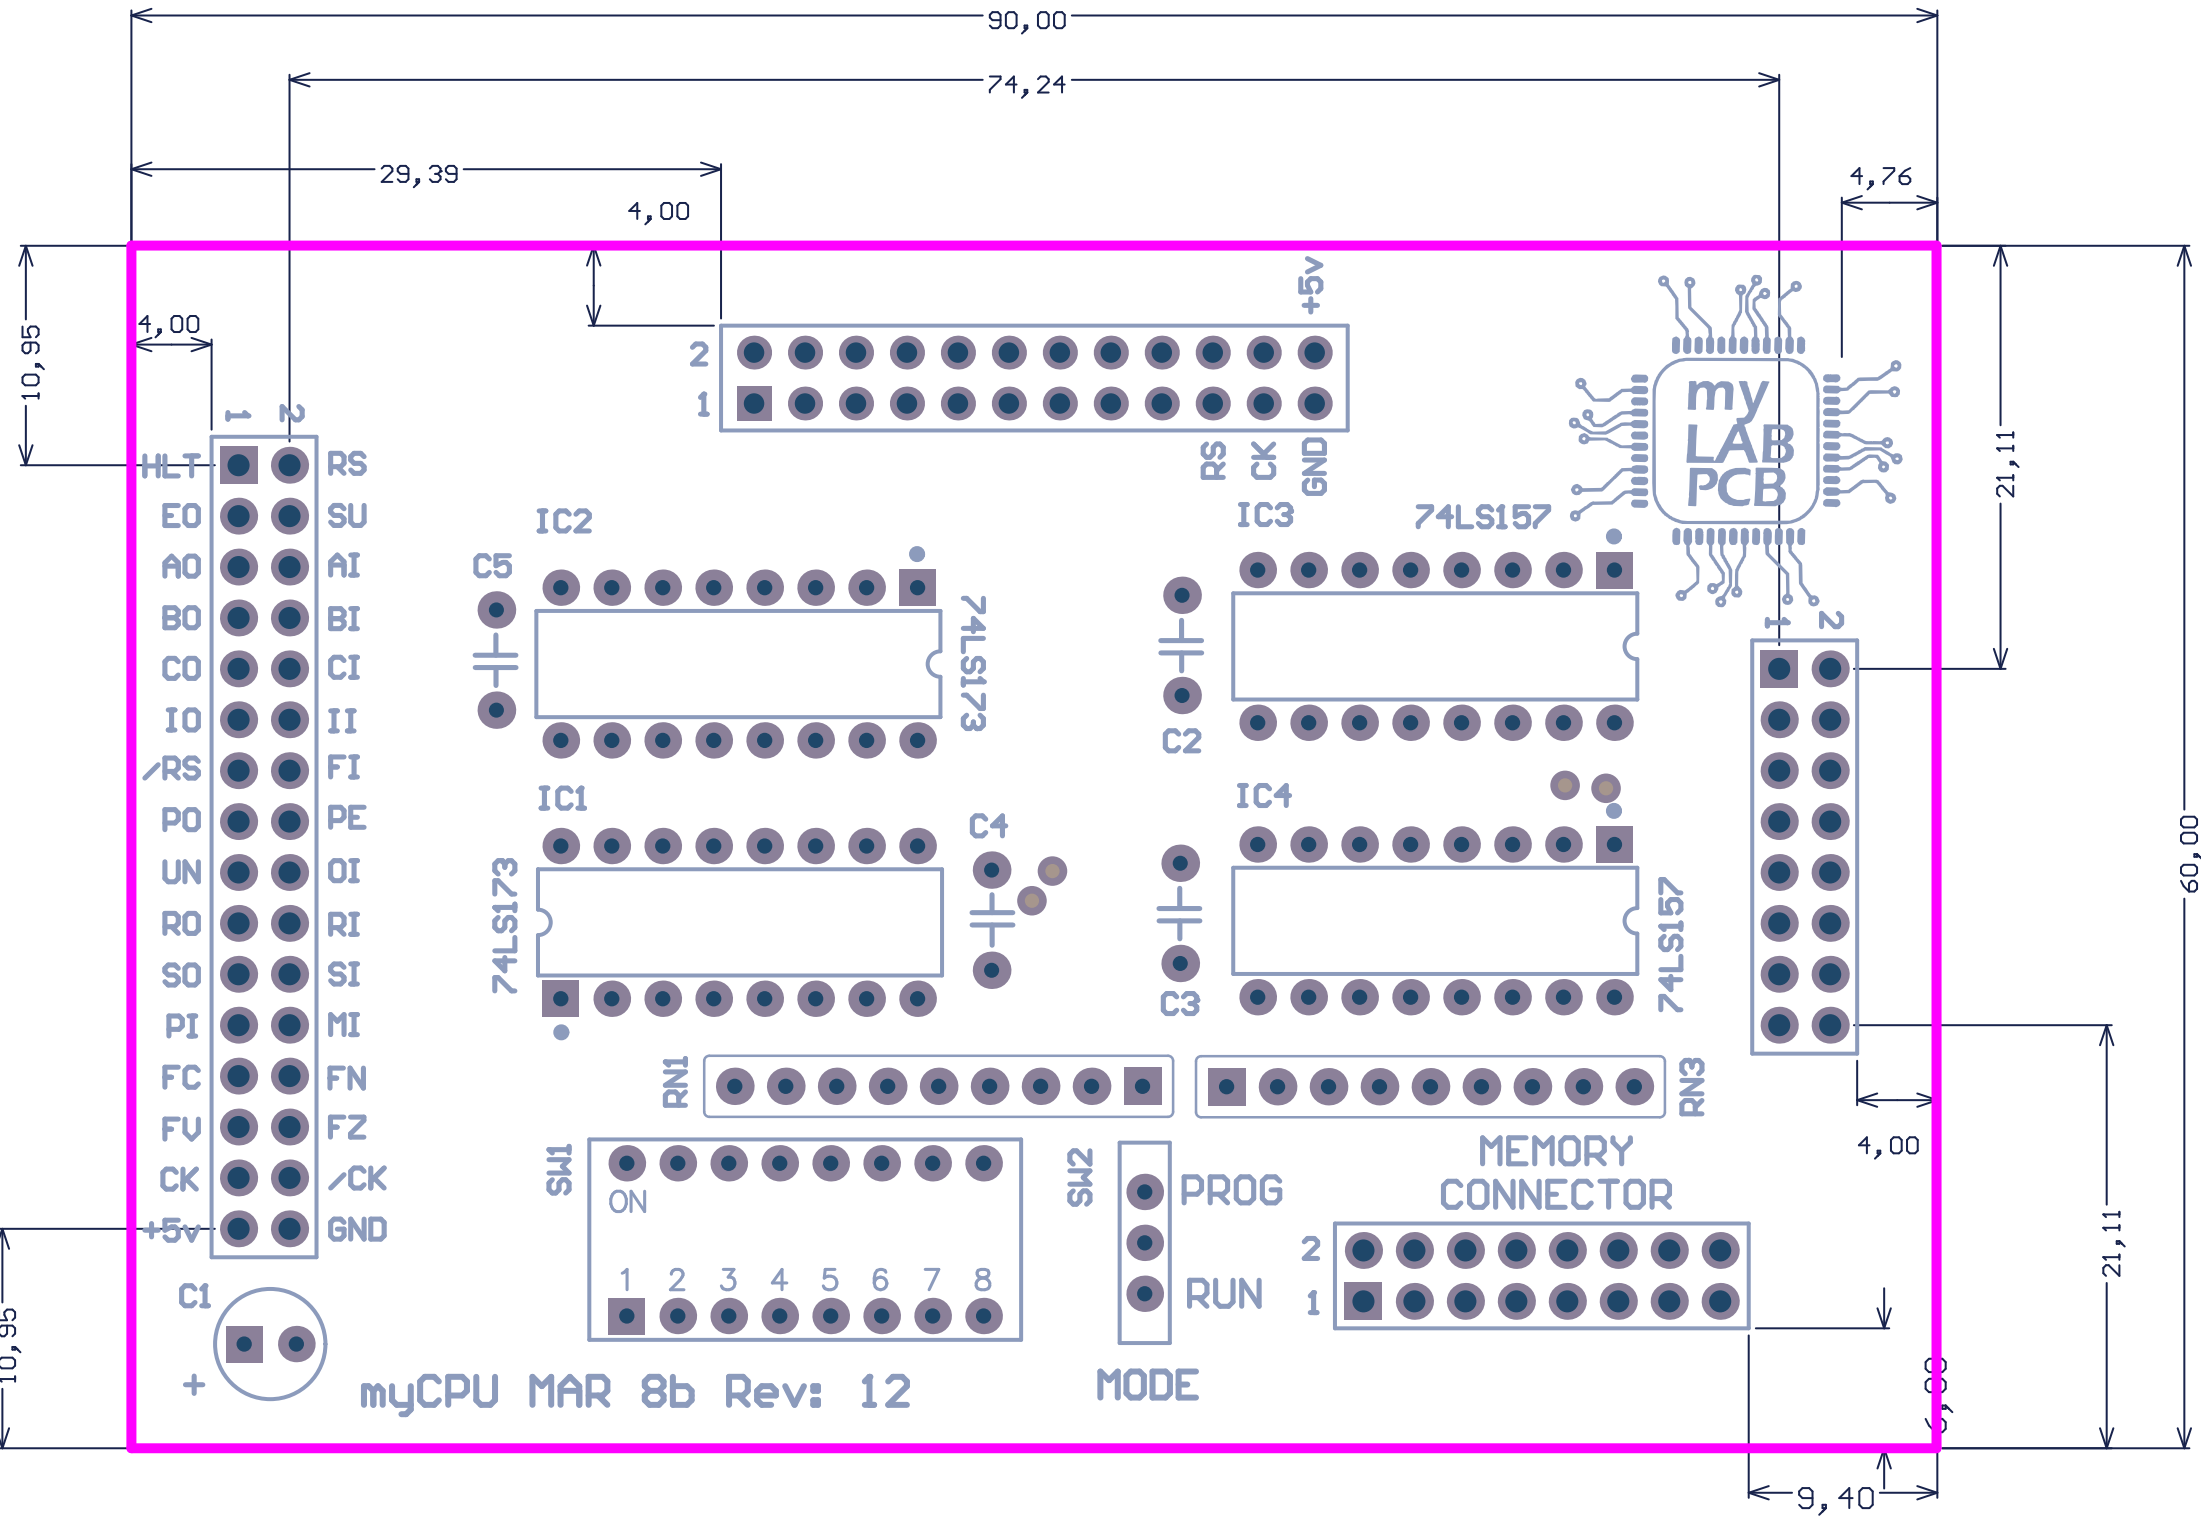 90,00
74,24
29,39
4,76
4,00
+5v
10,95
4,00
2
1
1 2
my
LAB
PCB
HLT RS
RS CK GND
21,11
EO SU
IC2
IC3 74LS157
AO AI
C5
BO BI
74LS173
1 2
CO CI
IO II
C2
/RS FI
IC1
IC4
PO PE
C4
60,00
UN OI
74LS173
74LS157
RO RI
SO SI
C3
PI MI
FC FN
RN1
RN3
FV FZ
SW1
SW2
MEMORY
4,00
CK /CK
PROG
CONNECTOR
ON
+5v GND
2
21,11
1 2 3 4 5 6 7 8
C1
RUN
1
10,95
+
myCPU MAR 8b Rev: 12
MODE
9,40